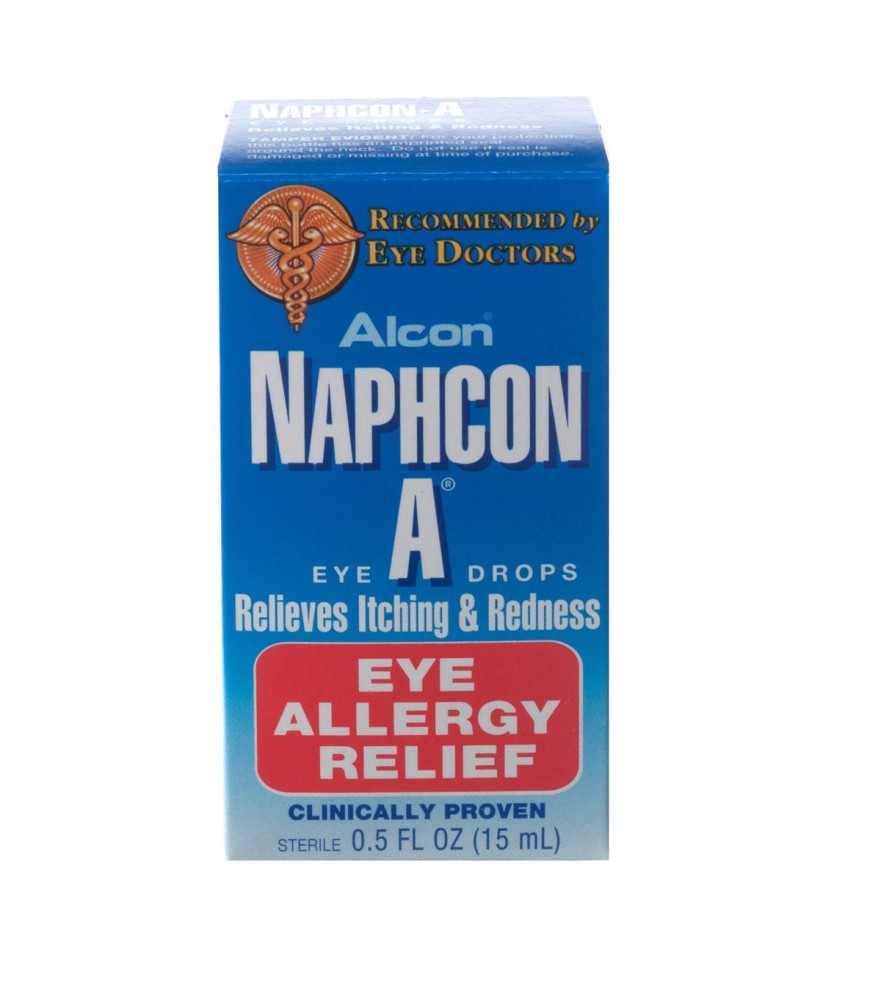 NAPHCON-A
EYE DROPS
Relieves Itching & Redness
TAMPER EVIDENT: For your protection,
this bottle has an imprinted seal
around the neck. Do not use if seal is
damaged or missing at time of purchase.
RECOMMENDED by
EYE DOCTORS
Alcon®
NAPHCON
A®
EYE DROPS
Relieves Itching & Redness
EYE
ALLERGY
RELIEF
CLINICALLY PROVEN
STERILE 0.5 FL OZ (15 mL)